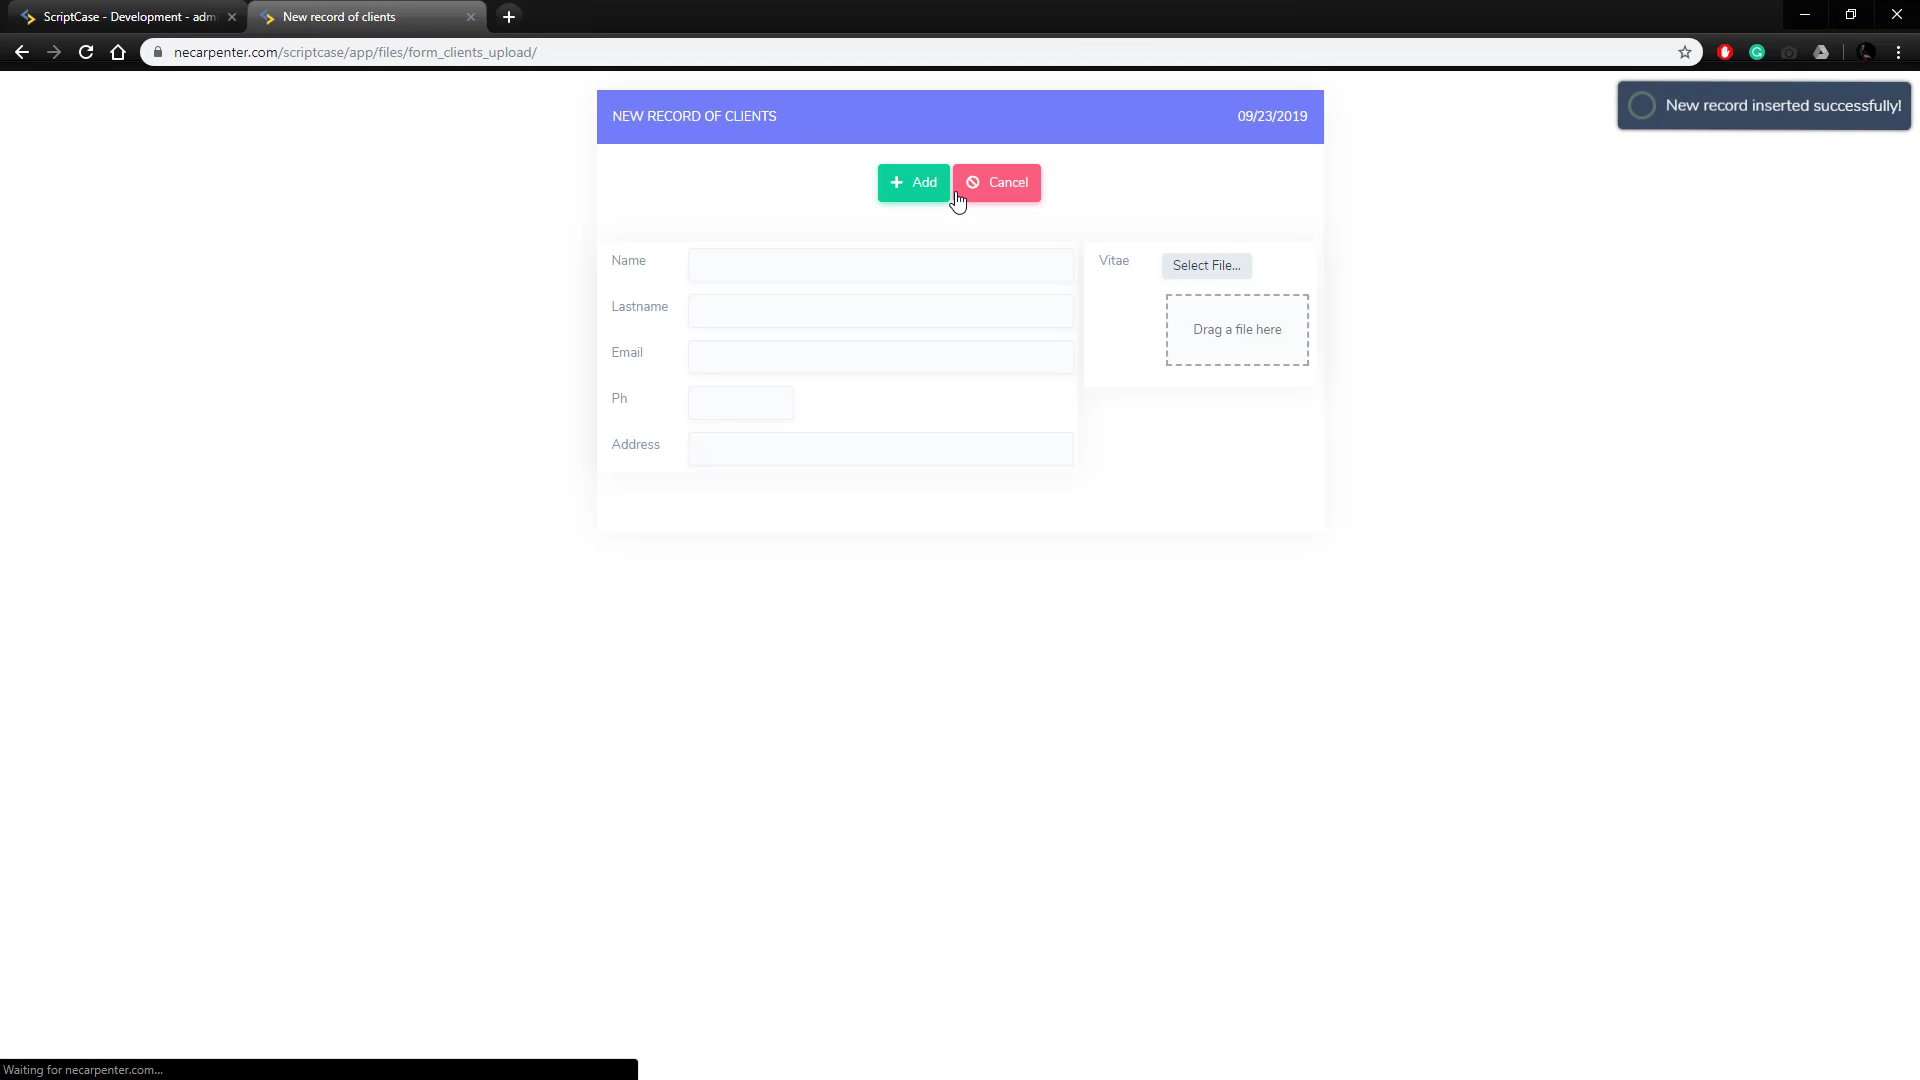 ScriptCase - Development - adm
New record of clients
necarpenter.com/scriptcase/app/files/form_clients_upload/
New record inserted successfully!
NEW RECORD OF CLIENTS
09/23/2019
Add
Cancel
Name
Vitae
Select File...
Lastname
Drag a file here
Email
Ph
Address
Waiting for necarpenter.com...